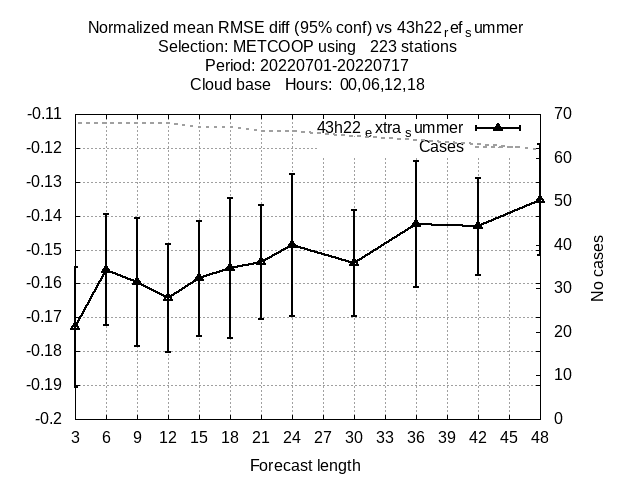 Normalized mean RMSE diff (95% conf) vs 43h22refsummer
Selection: METCOOP using 223 stations
Period: 20220701-20220717
Cloud base Hours: 00,06,12,18
43h22extrasummer
Cases
-0.11
-0.12
-0.13
-0.14
-0.15
-0.16
-0.17
-0.18
-0.19
-0.2
70
60
50
40
30
20
10
0
No cases
3 6 9 12 15 18 21 24 27 30 33 36 39 42 45 48
Forecast length